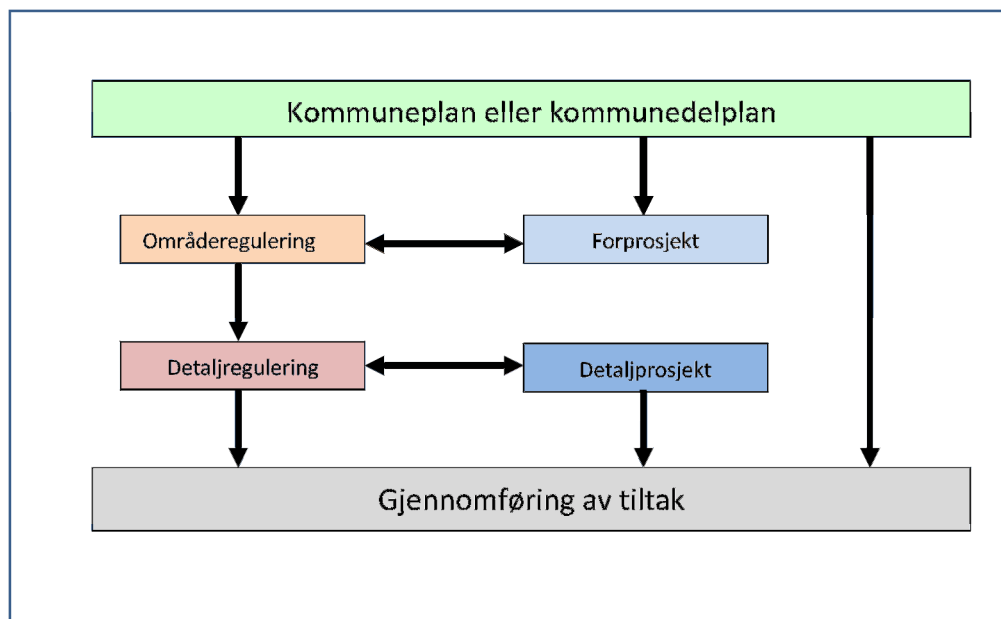 Kommuneplan eller kommunedelplan
Områderegulering
Forprosjekt
Detaljregulering
Detaljprosjekt
Gjennomføring av tiltak